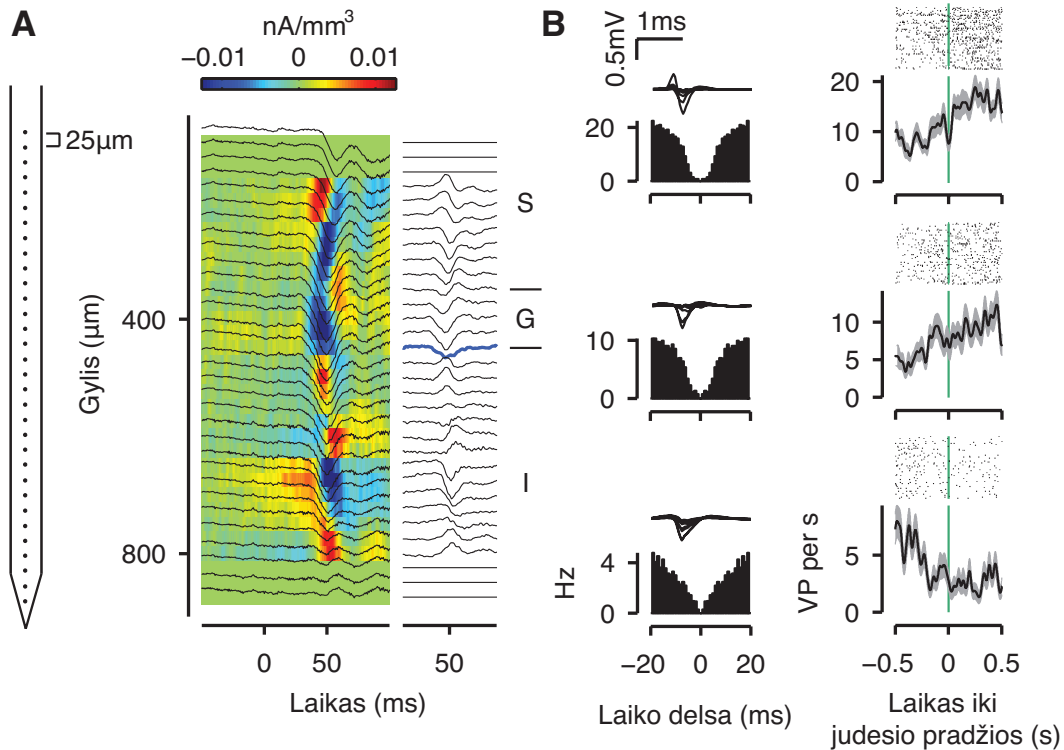 A
nA/mm³
−0.01 0 0.01
25µm
Gylis (µm)
400
800
S
G
I
0 50
50
Laikas (ms)
B
0.5mV
1ms
20
0
10
0
Hz
4
0
−20 0 20
Laiko delsa (ms)
20
10
0
10
5
0
VP per s
5
0
−0.5 0 0.5
Laikas iki
judesio pradžios (s)